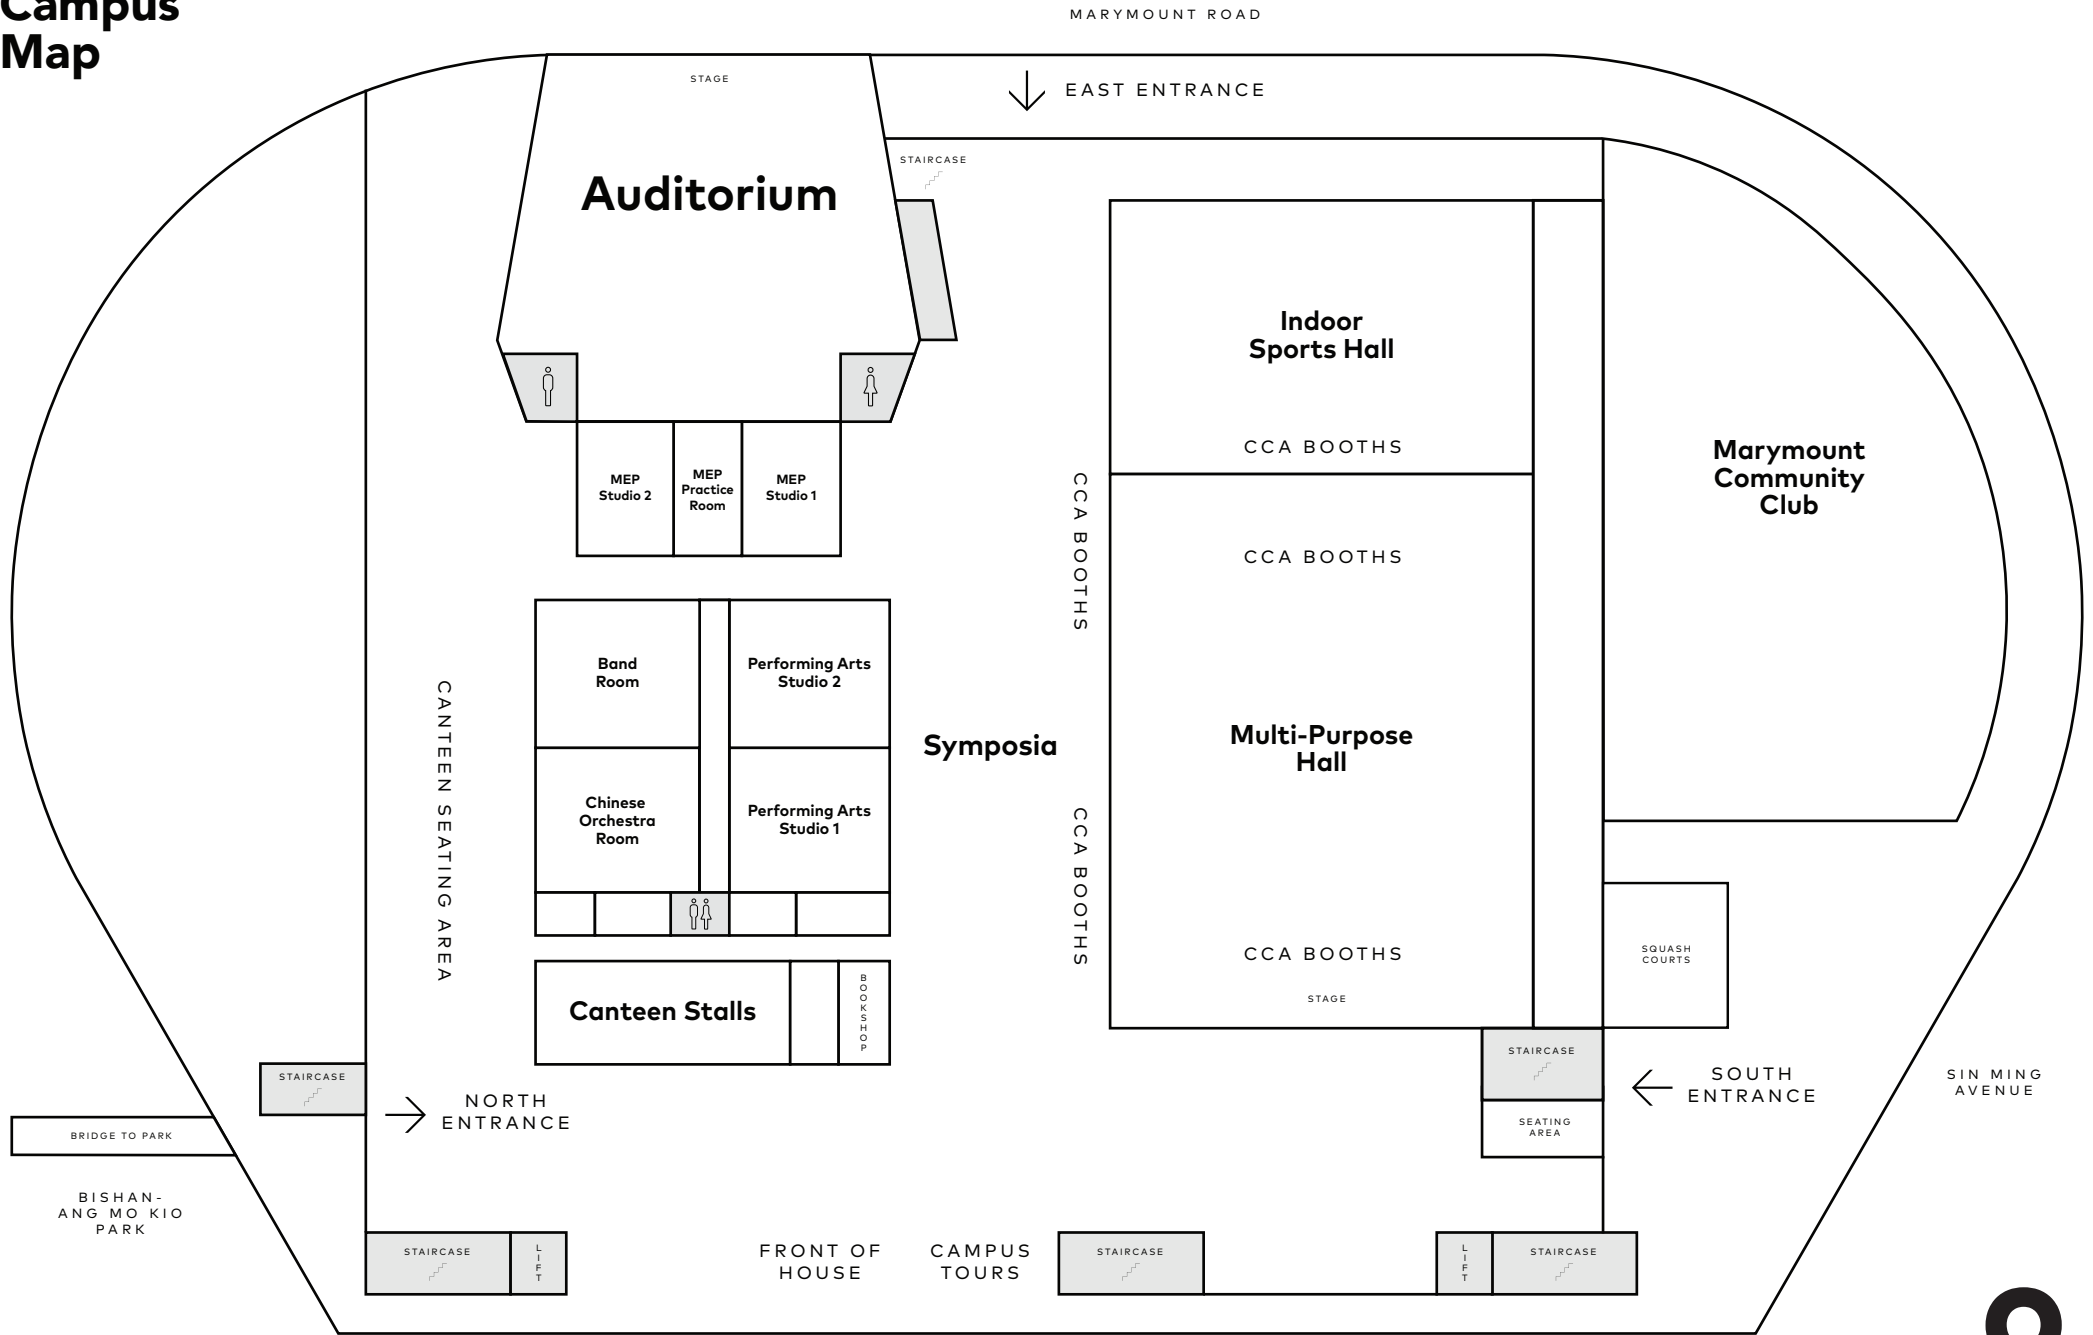 Campus
Map
MARYMOUNT ROAD
STAGE
EAST ENTRANCE
STAIRCASE
Auditorium
Indoor
Sports Hall
CCA BOOTHS
Marymount
Community
Club
MEP
Studio 2
MEP
Practice
Room
MEP
Studio 1
CCA BOOTHS
CCA BOOTHS
Band
Room
Performing Arts
Studio 2
CANTEEN SEATING AREA
Symposia
Multi-Purpose
Hall
Chinese
Orchestra
Room
Performing Arts
Studio 1
CCA BOOTHS
CCA BOOTHS
STAGE
SQUASH
COURTS
Canteen Stalls
BOOKSHOP
STAIRCASE
STAIRCASE
NORTH
ENTRANCE
SOUTH
ENTRANCE
SIN MING
AVENUE
SEATING
AREA
BRIDGE TO PARK
BISHAN-
ANG MO KIO
PARK
STAIRCASE
LIFT
FRONT OF
HOUSE
CAMPUS
TOURS
STAIRCASE
LIFT
STAIRCASE